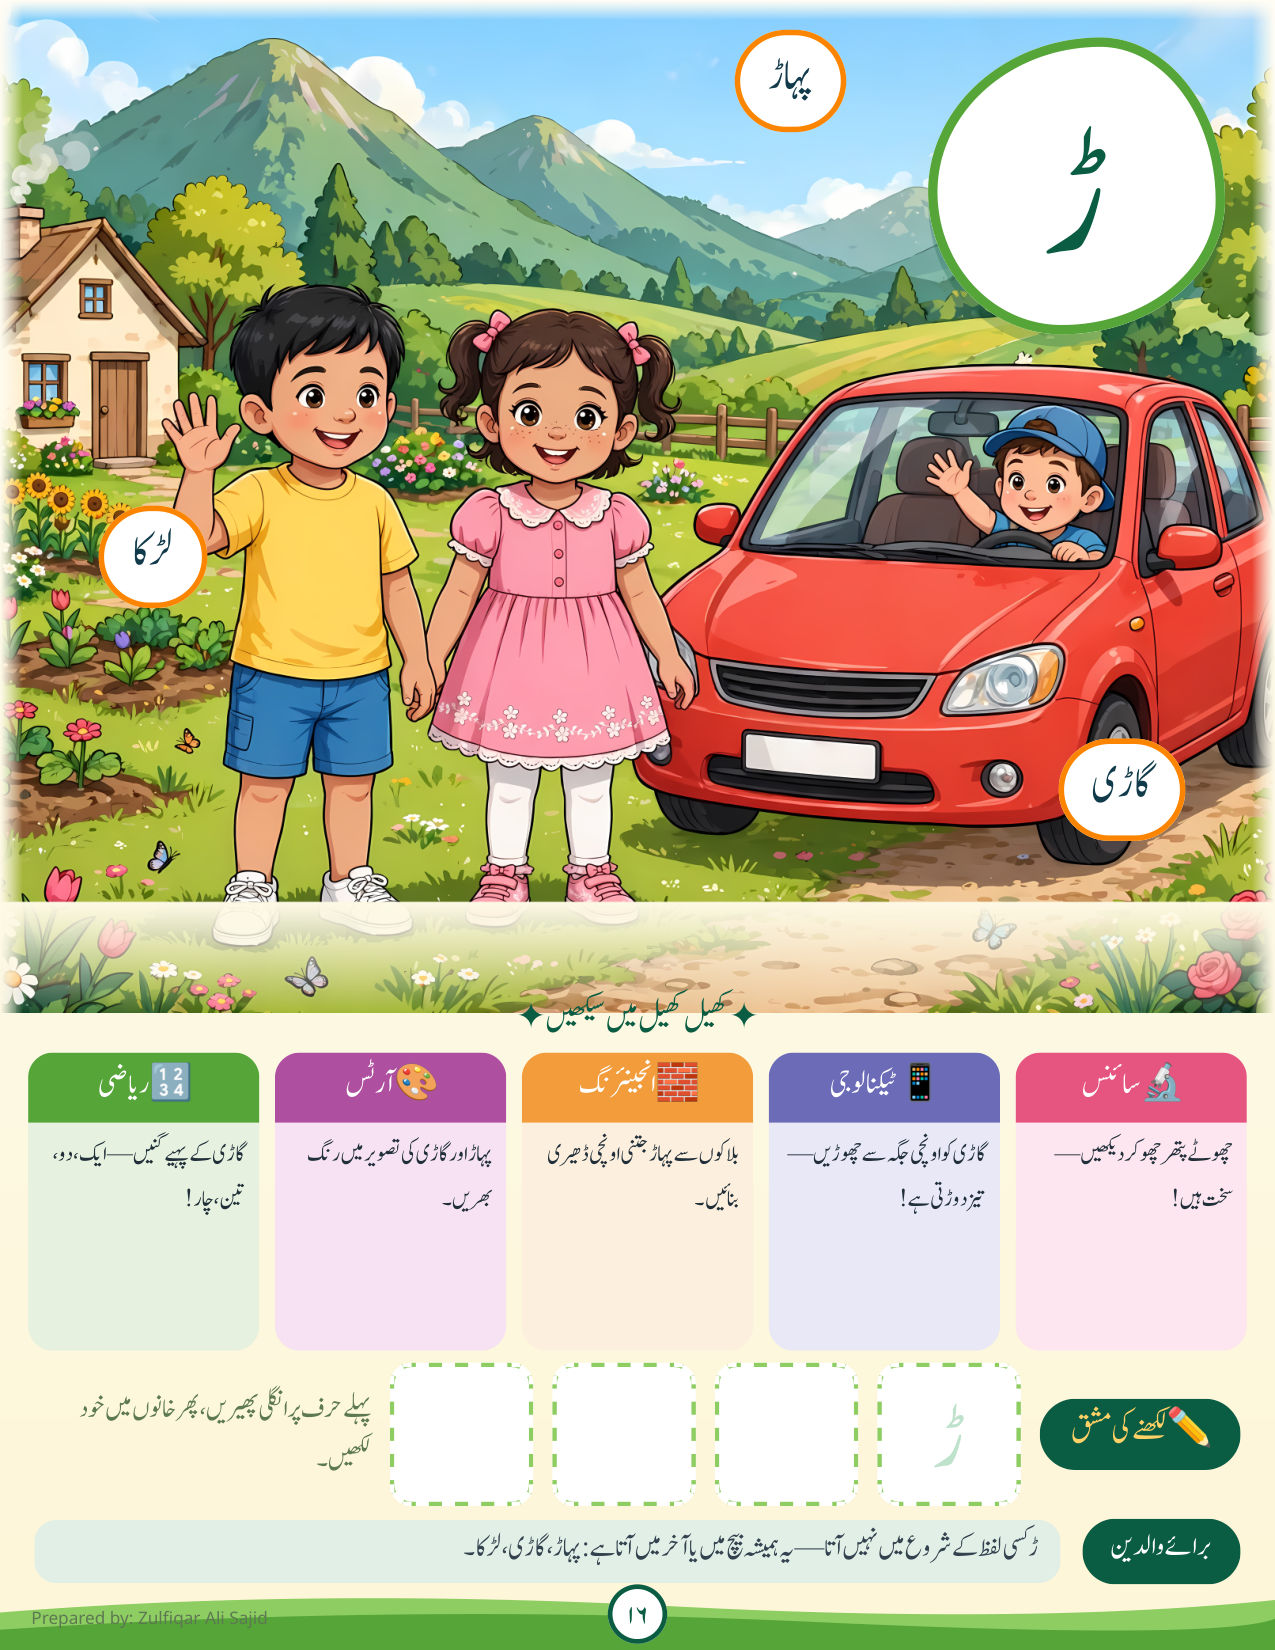 پہاڑ
ڑ
لڑکا
گاڑی
کھیل کھیل میں سیکھیں
سائنس
چھوٹے پتھر چھو کر دیکھیں —
سخت ہیں!
ٹیکنالوجی
گاڑی کو اونچی جگہ سے چھوڑیں —
تیز دوڑتی ہے!
انجینئرنگ
بلاکوں سے پہاڑ جتنی اونچی ڈھیری
بنائیں۔
آرٹس
پہاڑ اور گاڑی کی تصویر میں رنگ
بھریں۔
ریاضی
گاڑی کے پہیے گنیں — ایک، دو،
تین، چار!
لکھنے کی مشق
ڑ
پہلے حرف پر انگلی پھیریں، پھر خانوں میں خود
لکھیں۔
برائے والدین
ڑ کسی لفظ کے شروع میں نہیں آتا — یہ ہمیشہ بیچ میں یا آخر میں آتا ہے: پہاڑ، گاڑی، لڑکا۔
Prepared by: Zulfiqar Ali Sajid
١٦